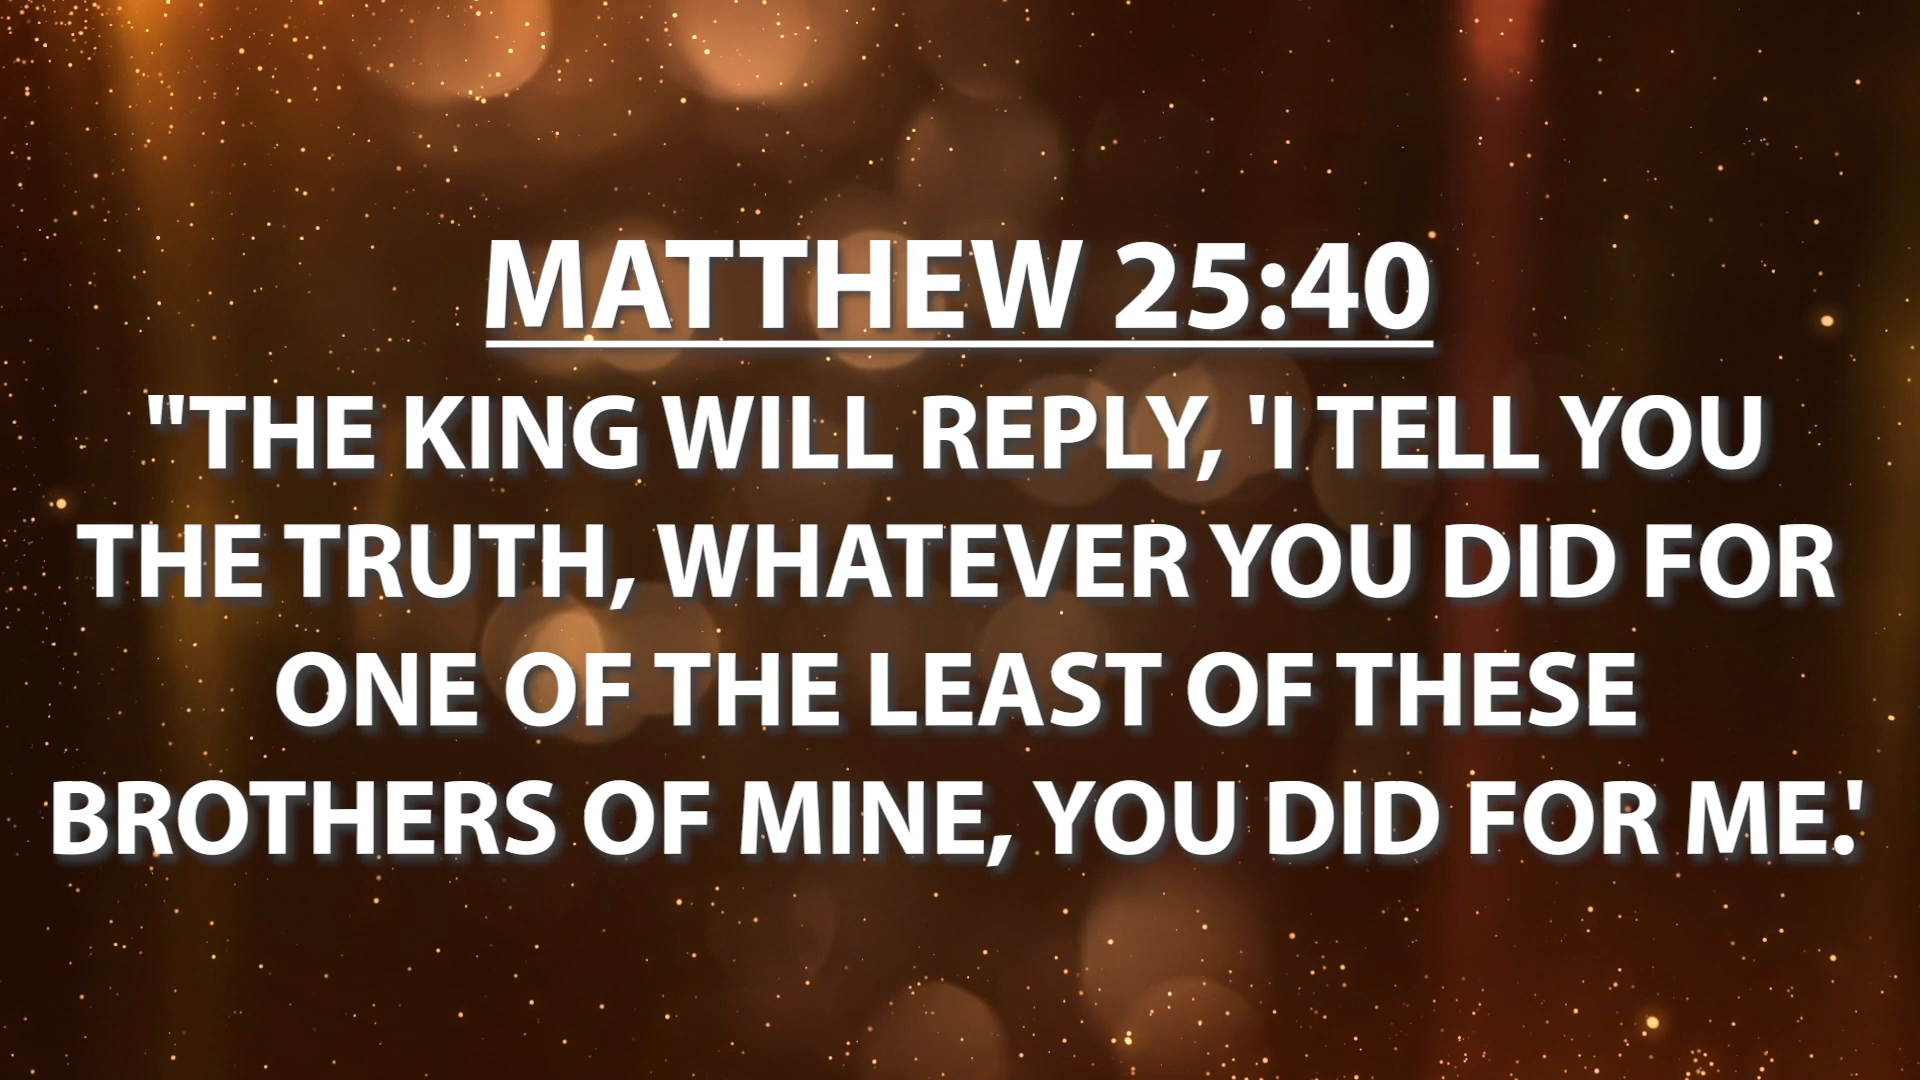 MATTHEW 25:40
"THE KING WILL REPLY, 'I TELL YOU
THE TRUTH, WHATEVER YOU DID FOR
ONE OF THE LEAST OF THESE
BROTHERS OF MINE, YOU DID FOR ME.'